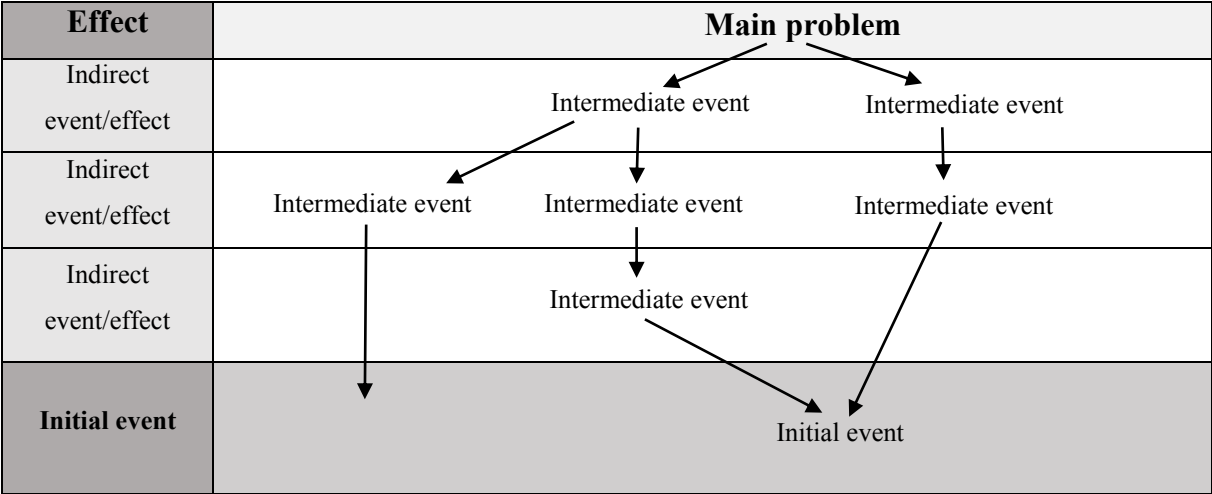 Effect
Main problem
Indirect
event/effect
Intermediate event
Intermediate event
Indirect
event/effect
Intermediate event
Intermediate event
Intermediate event
Indirect
event/effect
Intermediate event
Initial event
Initial event